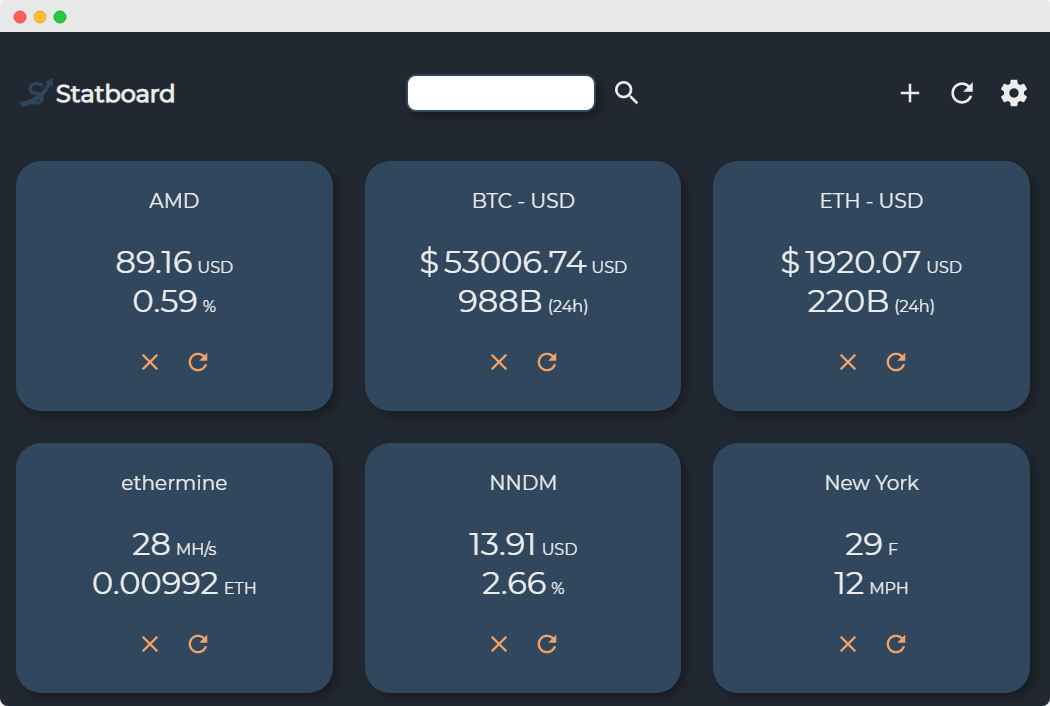 Statboard
AMD
89.16 USD
0.59 %
BTC - USD
$ 53006.74 USD
988B (24h)
ETH - USD
$ 1920.07 USD
220B (24h)
ethermine
28 MH/s
0.00992 ETH
NNDM
13.91 USD
2.66 %
New York
29 F
12 MPH